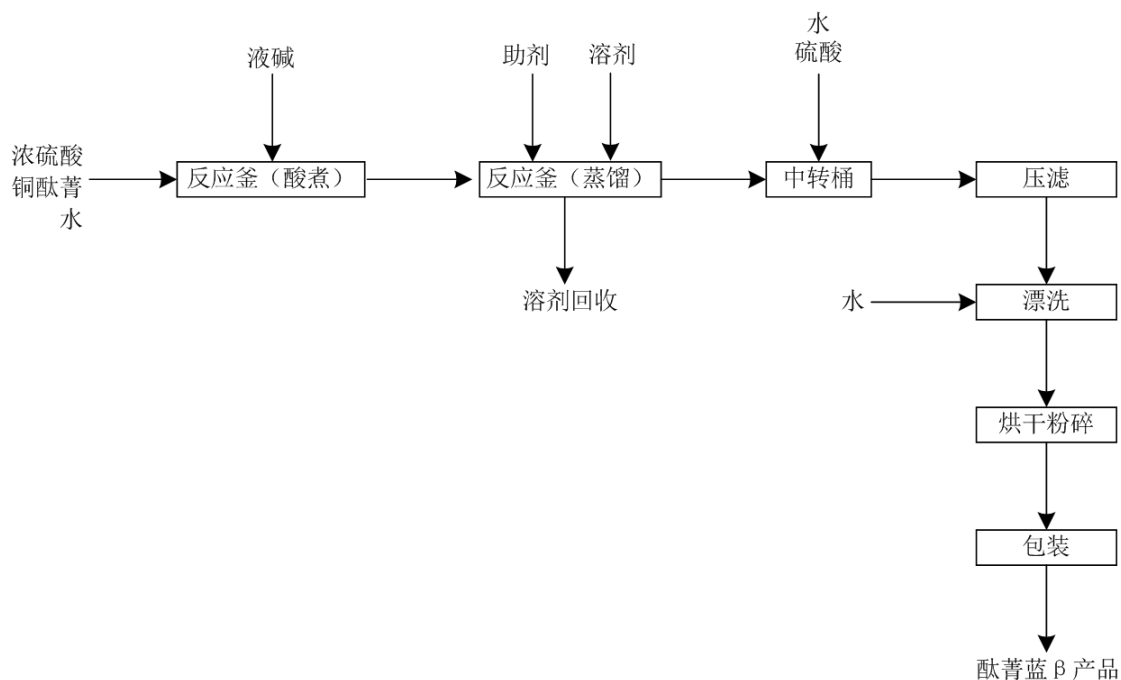 液碱
助剂
溶剂
水
硫酸
浓硫酸
铜酞菁
水
反应釜（酸煮）
反应釜（蒸馏）
中转桶
压滤
溶剂回收
水
漂洗
烘干粉碎
包装
酞菁蓝β产品